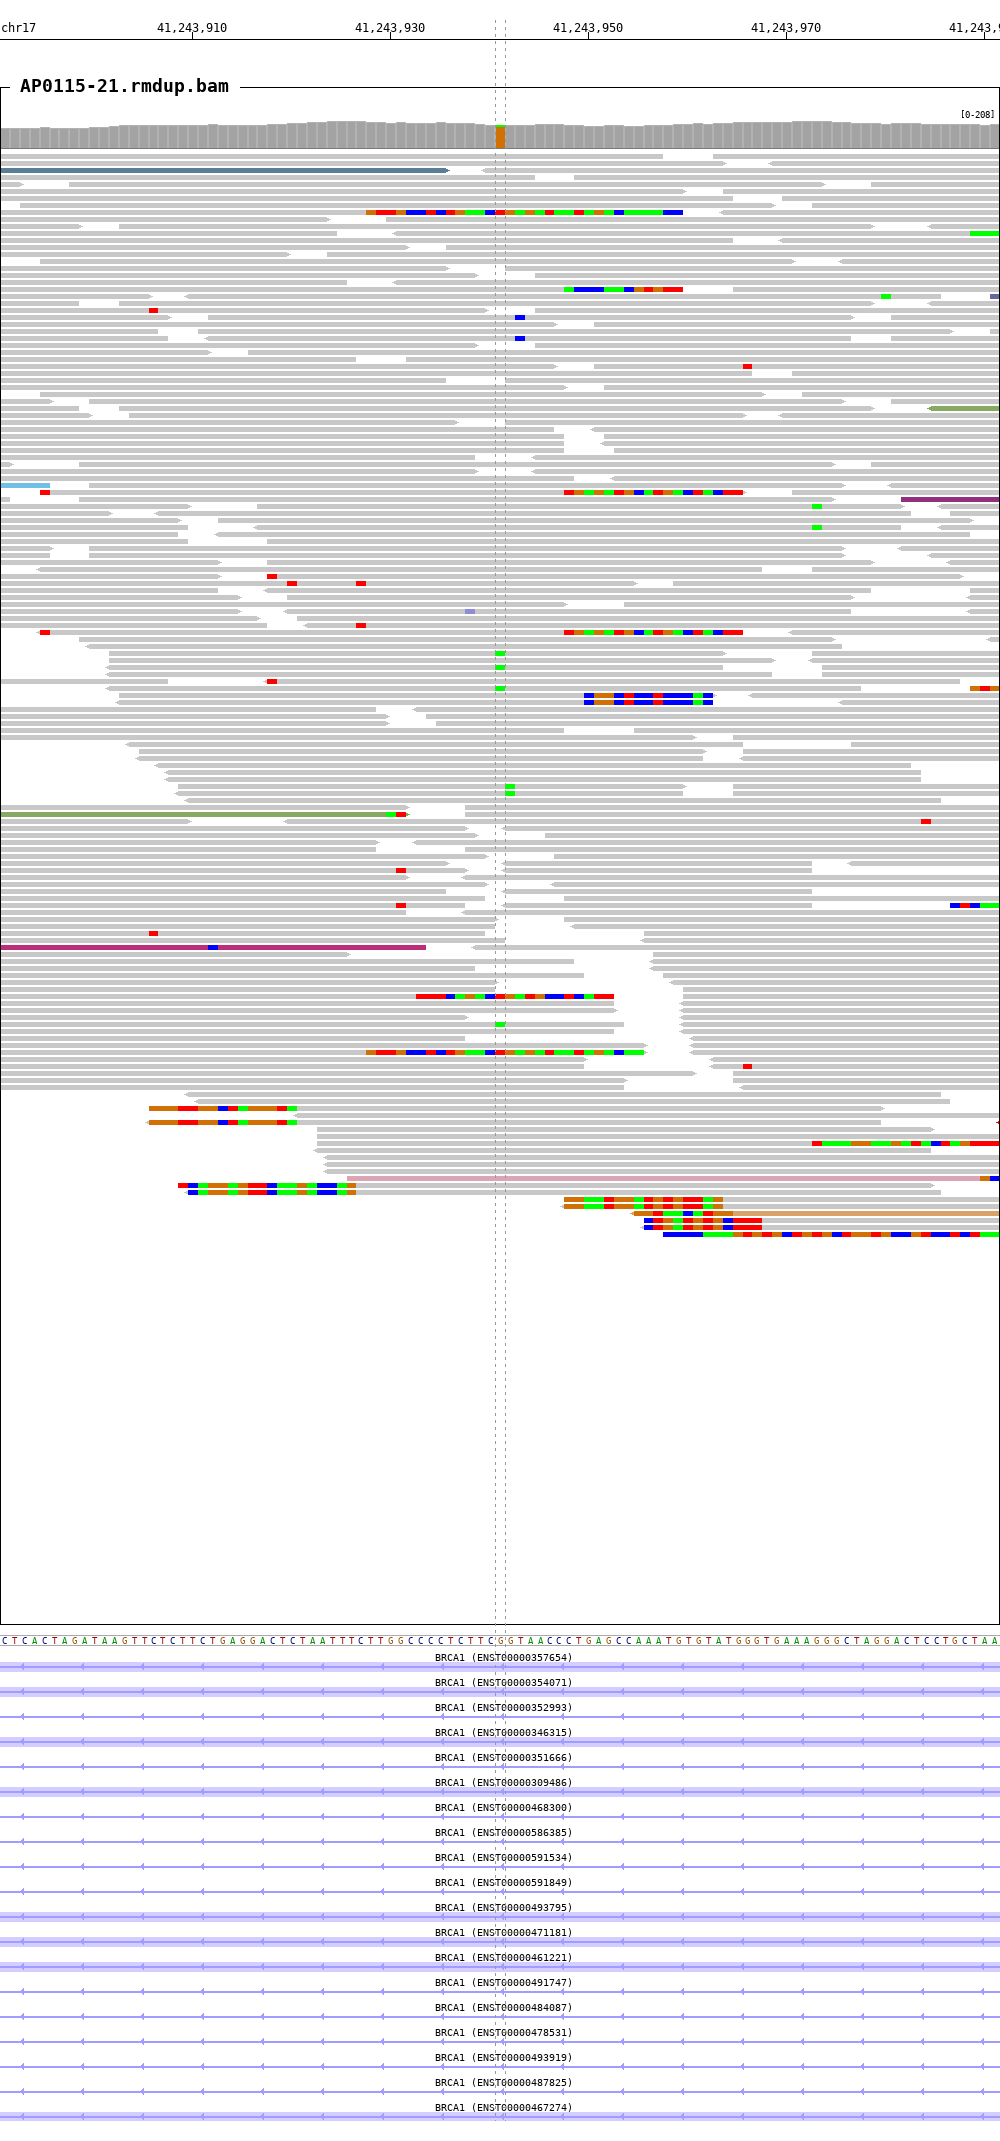 chr17 41,243,910 41,243,930 41,243,950 41,243,970 41,243,9
AP0115-21.rmdup.bam
[0-208]
C T C A C T A G A T A A G T T C T C T T C T G A G G A C T C T A A T T T C T T G G C C C C T C T T C G G T A A C C C T G A G C C A A A T G T G T A T G G G T G A A A G G G C T A G G A C T C C T G C T A A
BRCA1 (ENST00000357654)
BRCA1 (ENST00000354071)
BRCA1 (ENST00000352993)
BRCA1 (ENST00000346315)
BRCA1 (ENST00000351666)
BRCA1 (ENST00000309486)
BRCA1 (ENST00000468300)
BRCA1 (ENST00000586385)
BRCA1 (ENST00000591534)
BRCA1 (ENST00000591849)
BRCA1 (ENST00000493795)
BRCA1 (ENST00000471181)
BRCA1 (ENST00000461221)
BRCA1 (ENST00000491747)
BRCA1 (ENST00000484087)
BRCA1 (ENST00000478531)
BRCA1 (ENST00000493919)
BRCA1 (ENST00000487825)
BRCA1 (ENST00000467274)